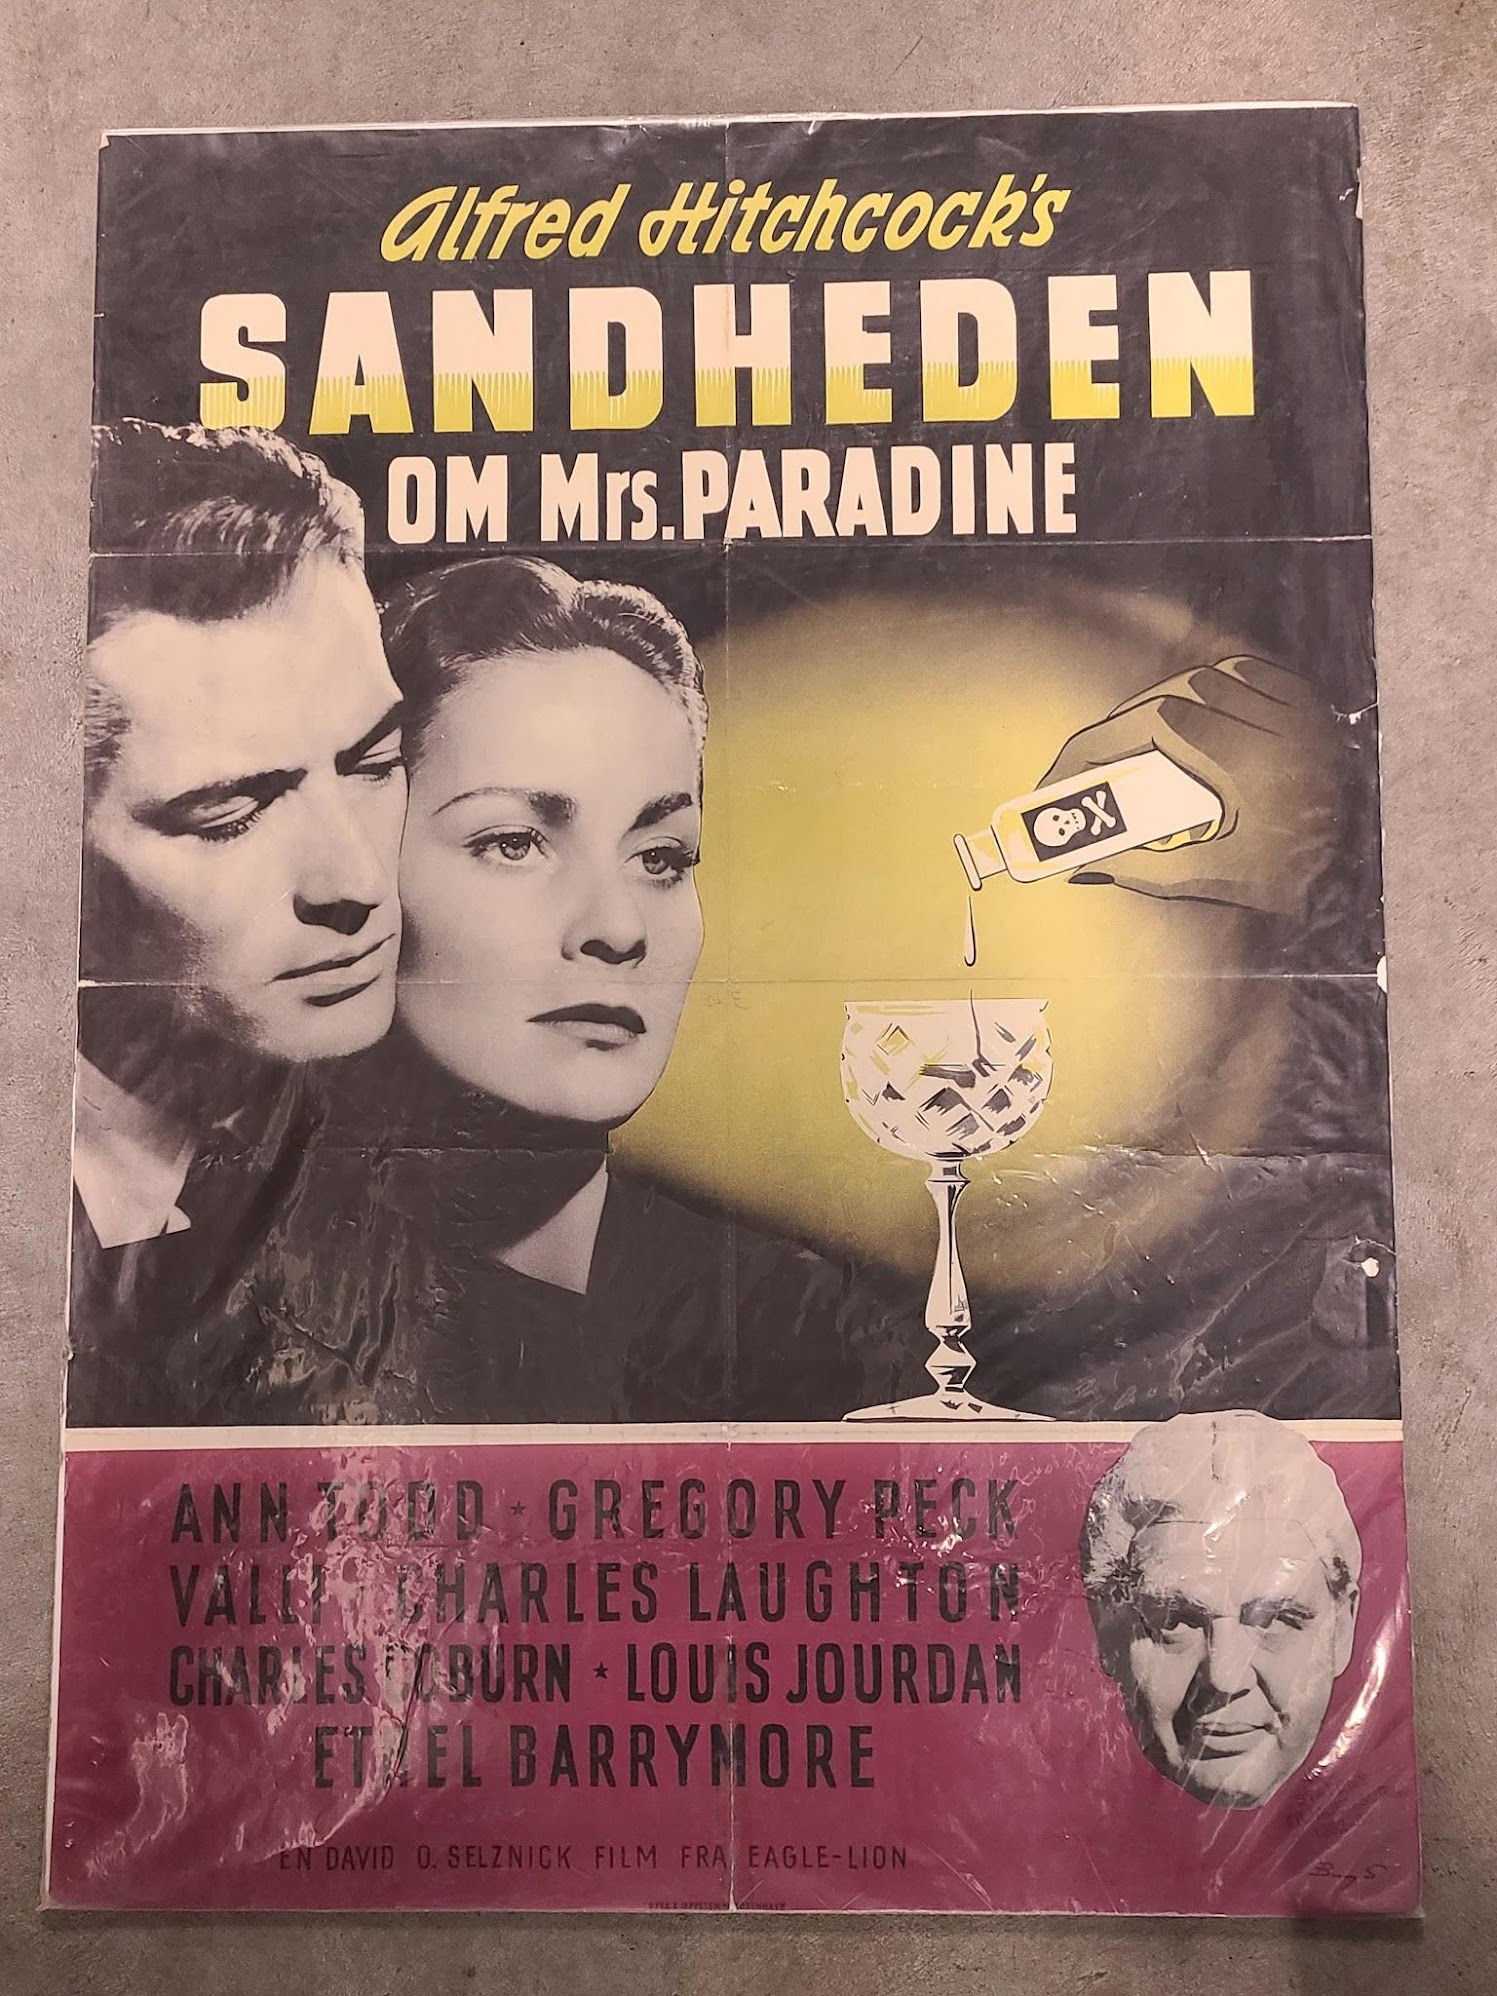 Alfred Hitchcock's
SANDHEDEN
OM Mrs. PARADINE
ANN TODD ★ GREGORY PECK
VALLI ★ CHARLES LAUGHTON
CHARLES COBURN ★ LOUIS JOURDAN
ETHEL BARRYMORE
EN DAVID O. SELZNICK FILM FRA EAGLE-LION